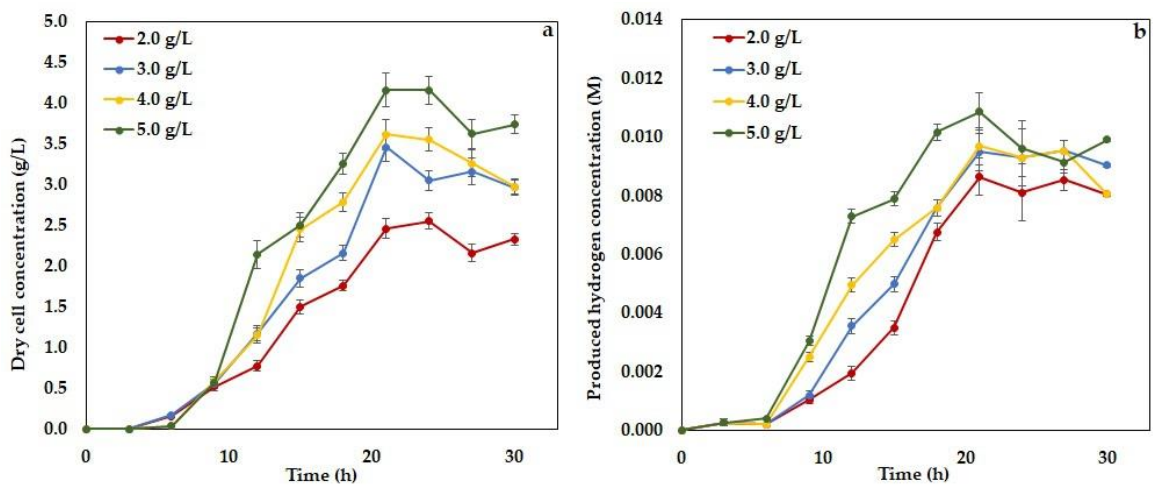 a
2.0 g/L
3.0 g/L
4.0 g/L
5.0 g/L
Dry cell concentration (g/L)
5.0
4.5
4.0
3.5
3.0
2.5
2.0
1.5
1.0
0.5
0.0
0 10 20 30
Time (h)
b
2.0 g/L
3.0 g/L
4.0 g/L
5.0 g/L
Produced hydrogen concentration (M)
0.014
0.012
0.010
0.008
0.006
0.004
0.002
0.000
0 10 20 30
Time (h)